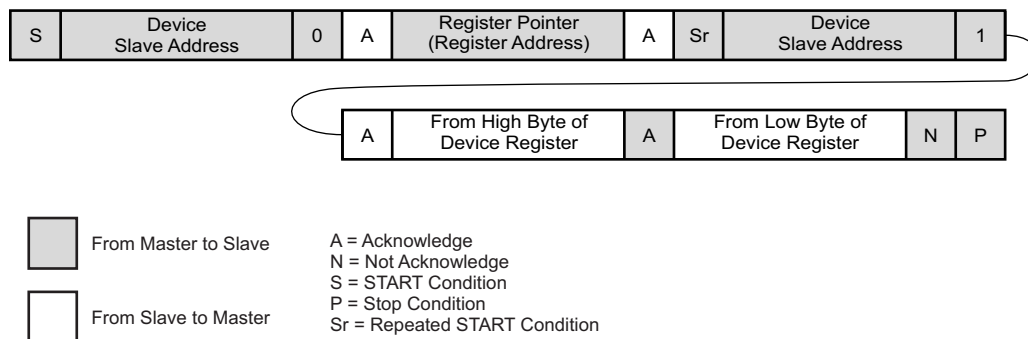 S Device Slave Address 0 A Register Pointer (Register Address) A Sr Device Slave Address 1
A From High Byte of Device Register A From Low Byte of Device Register N P
From Master to Slave
From Slave to Master
A = Acknowledge
N = Not Acknowledge
S = START Condition
P = Stop Condition
Sr = Repeated START Condition